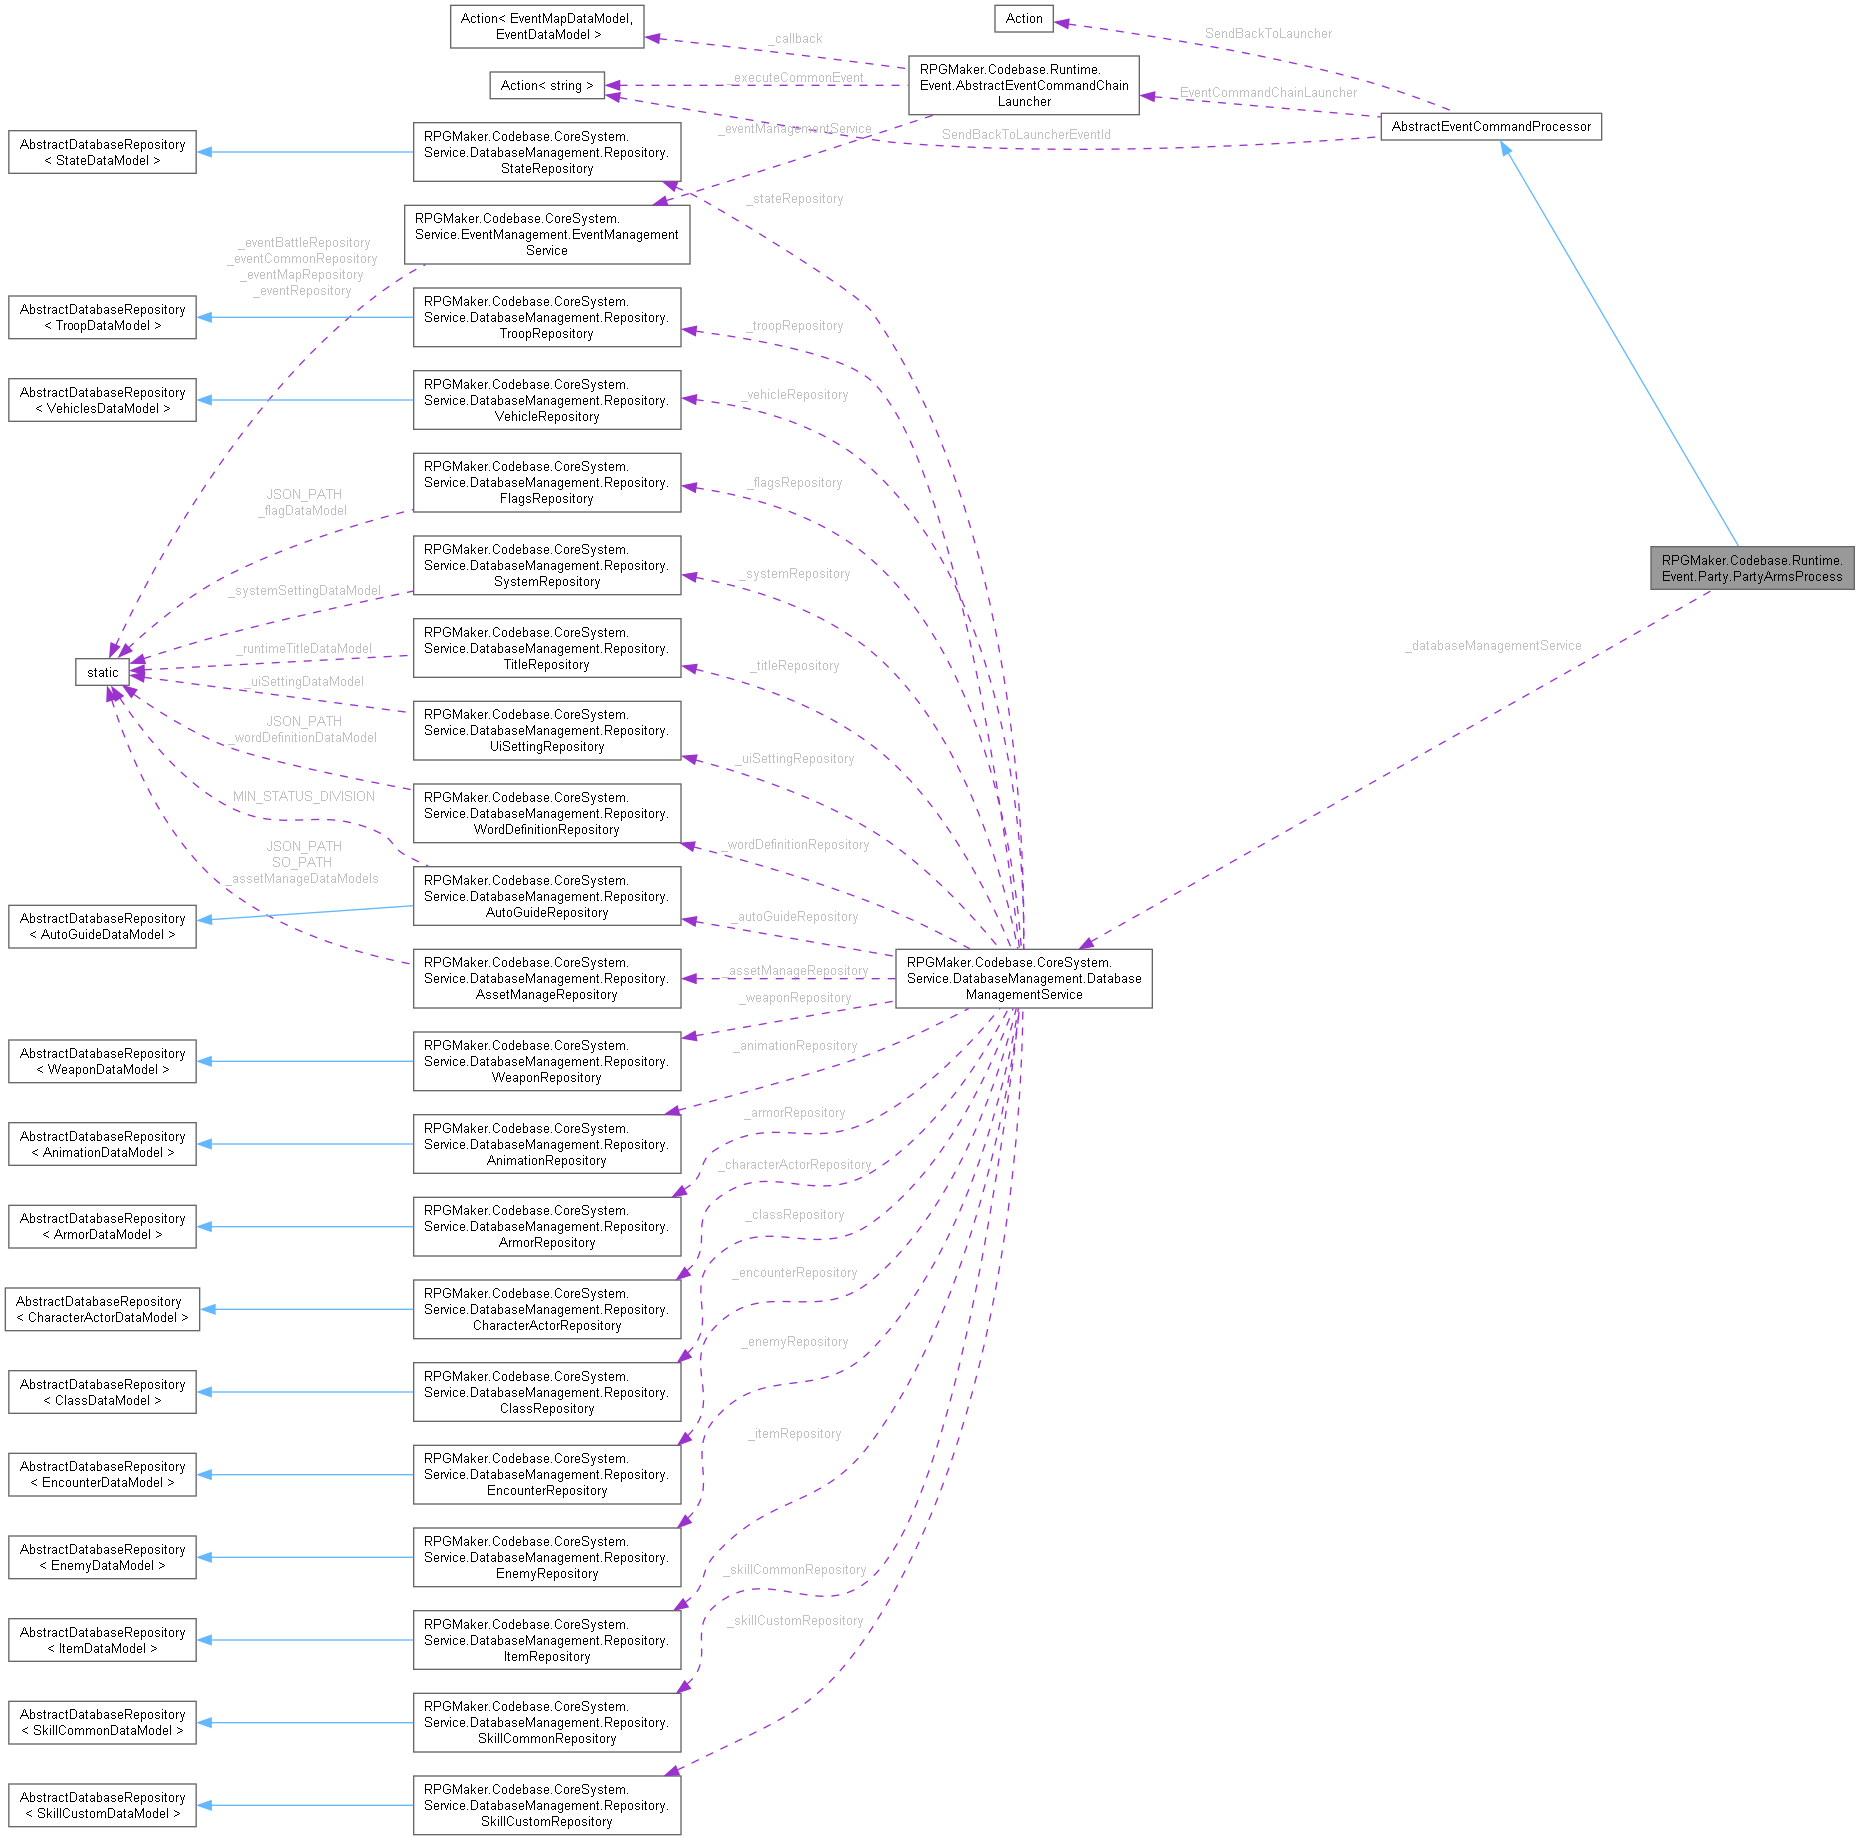 Action< EventMapDataModel,
EventDataModel >
Action
SendBackToLauncher
_callback
RPGMaker.Codebase.Runtime.
Event.AbstractEventCommandChain
Launcher
Action< string >
_executeCommonEvent
EventCommandChainLauncher
AbstractEventCommandProcessor
_eventManagementService
SendBackToLauncherEventId
AbstractDatabaseRepository
< StateDataModel >
RPGMaker.Codebase.CoreSystem.
Service.DatabaseManagement.Repository.
StateRepository
_stateRepository
RPGMaker.Codebase.CoreSystem.
Service.EventManagement.EventManagement
Service
_eventBattleRepository
_eventCommonRepository
_eventMapRepository
_eventRepository
AbstractDatabaseRepository
< TroopDataModel >
RPGMaker.Codebase.CoreSystem.
Service.DatabaseManagement.Repository.
TroopRepository
_troopRepository
AbstractDatabaseRepository
< VehiclesDataModel >
RPGMaker.Codebase.CoreSystem.
Service.DatabaseManagement.Repository.
VehicleRepository
_vehicleRepository
RPGMaker.Codebase.CoreSystem.
Service.DatabaseManagement.Repository.
FlagsRepository
_flagsRepository
JSON_PATH
_flagDataModel
RPGMaker.Codebase.CoreSystem.
Service.DatabaseManagement.Repository.
SystemRepository
_systemRepository
RPGMaker.Codebase.Runtime.
Event.Party.PartyArmsProcess
_systemSettingDataModel
RPGMaker.Codebase.CoreSystem.
Service.DatabaseManagement.Repository.
TitleRepository
_titleRepository
_databaseManagementService
_runtimeTitleDataModel
static
_uiSettingDataModel
RPGMaker.Codebase.CoreSystem.
Service.DatabaseManagement.Repository.
UiSettingRepository
_uiSettingRepository
JSON_PATH
_wordDefinitionDataModel
RPGMaker.Codebase.CoreSystem.
Service.DatabaseManagement.Repository.
WordDefinitionRepository
_wordDefinitionRepository
MIN_STATUS_DIVISION
JSON_PATH
SO_PATH
_assetManageDataModels
AbstractDatabaseRepository
< AutoGuideDataModel >
RPGMaker.Codebase.CoreSystem.
Service.DatabaseManagement.Repository.
AutoGuideRepository
_autoGuideRepository
RPGMaker.Codebase.CoreSystem.
Service.DatabaseManagement.Repository.
AssetManageRepository
_assetManageRepository
RPGMaker.Codebase.CoreSystem.
Service.DatabaseManagement.Database
ManagementService
_weaponRepository
AbstractDatabaseRepository
< WeaponDataModel >
RPGMaker.Codebase.CoreSystem.
Service.DatabaseManagement.Repository.
WeaponRepository
_animationRepository
AbstractDatabaseRepository
< AnimationDataModel >
RPGMaker.Codebase.CoreSystem.
Service.DatabaseManagement.Repository.
AnimationRepository
_armorRepository
AbstractDatabaseRepository
< ArmorDataModel >
RPGMaker.Codebase.CoreSystem.
Service.DatabaseManagement.Repository.
ArmorRepository
_characterActorRepository
_classRepository
AbstractDatabaseRepository
< CharacterActorDataModel >
RPGMaker.Codebase.CoreSystem.
Service.DatabaseManagement.Repository.
CharacterActorRepository
_encounterRepository
AbstractDatabaseRepository
< ClassDataModel >
RPGMaker.Codebase.CoreSystem.
Service.DatabaseManagement.Repository.
ClassRepository
_enemyRepository
AbstractDatabaseRepository
< EncounterDataModel >
RPGMaker.Codebase.CoreSystem.
Service.DatabaseManagement.Repository.
EncounterRepository
_itemRepository
AbstractDatabaseRepository
< EnemyDataModel >
RPGMaker.Codebase.CoreSystem.
Service.DatabaseManagement.Repository.
EnemyRepository
_skillCommonRepository
AbstractDatabaseRepository
< ItemDataModel >
RPGMaker.Codebase.CoreSystem.
Service.DatabaseManagement.Repository.
ItemRepository
_skillCustomRepository
AbstractDatabaseRepository
< SkillCommonDataModel >
RPGMaker.Codebase.CoreSystem.
Service.DatabaseManagement.Repository.
SkillCommonRepository
AbstractDatabaseRepository
< SkillCustomDataModel >
RPGMaker.Codebase.CoreSystem.
Service.DatabaseManagement.Repository.
SkillCustomRepository